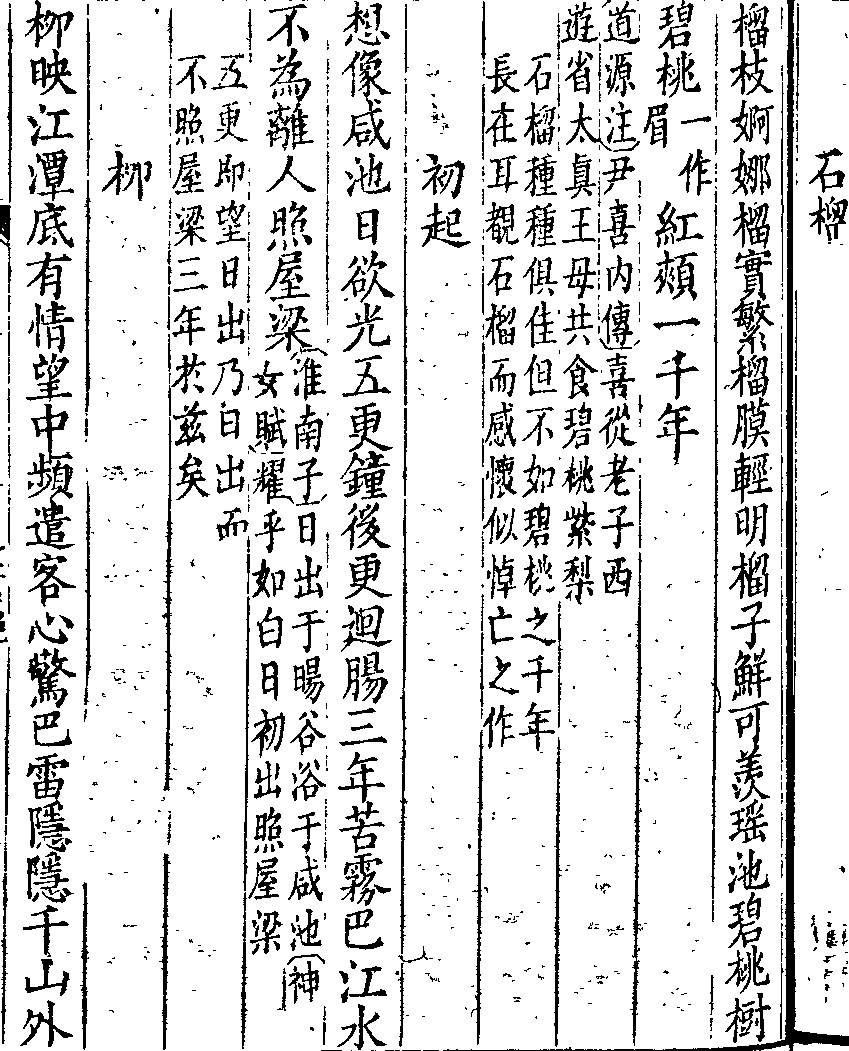 石榴
榴枝婀娜榴實繁榴膜輕明榴子鮮可羨瑶池碧桃樹
碧桃一作眉紅頰一千年
道源注尹喜内傳喜從老子西
遊省太真王母共食碧桃紫梨
石榴種種俱佳但不如碧桃之千年
長在耳覩石榴而感懷似悼亡之作
初起
想像咸池日欲光五更鐘後更迴腸三年苦霧巴江水
不為離人照屋梁
淮南子日出于暘谷浴于咸池神
女賦耀乎如白日初出照屋梁
五更即望日出乃日出而
不照屋梁三年於兹矣
柳
柳映江潭底有情望中頻遣客心驚巴雷隱隱千山外